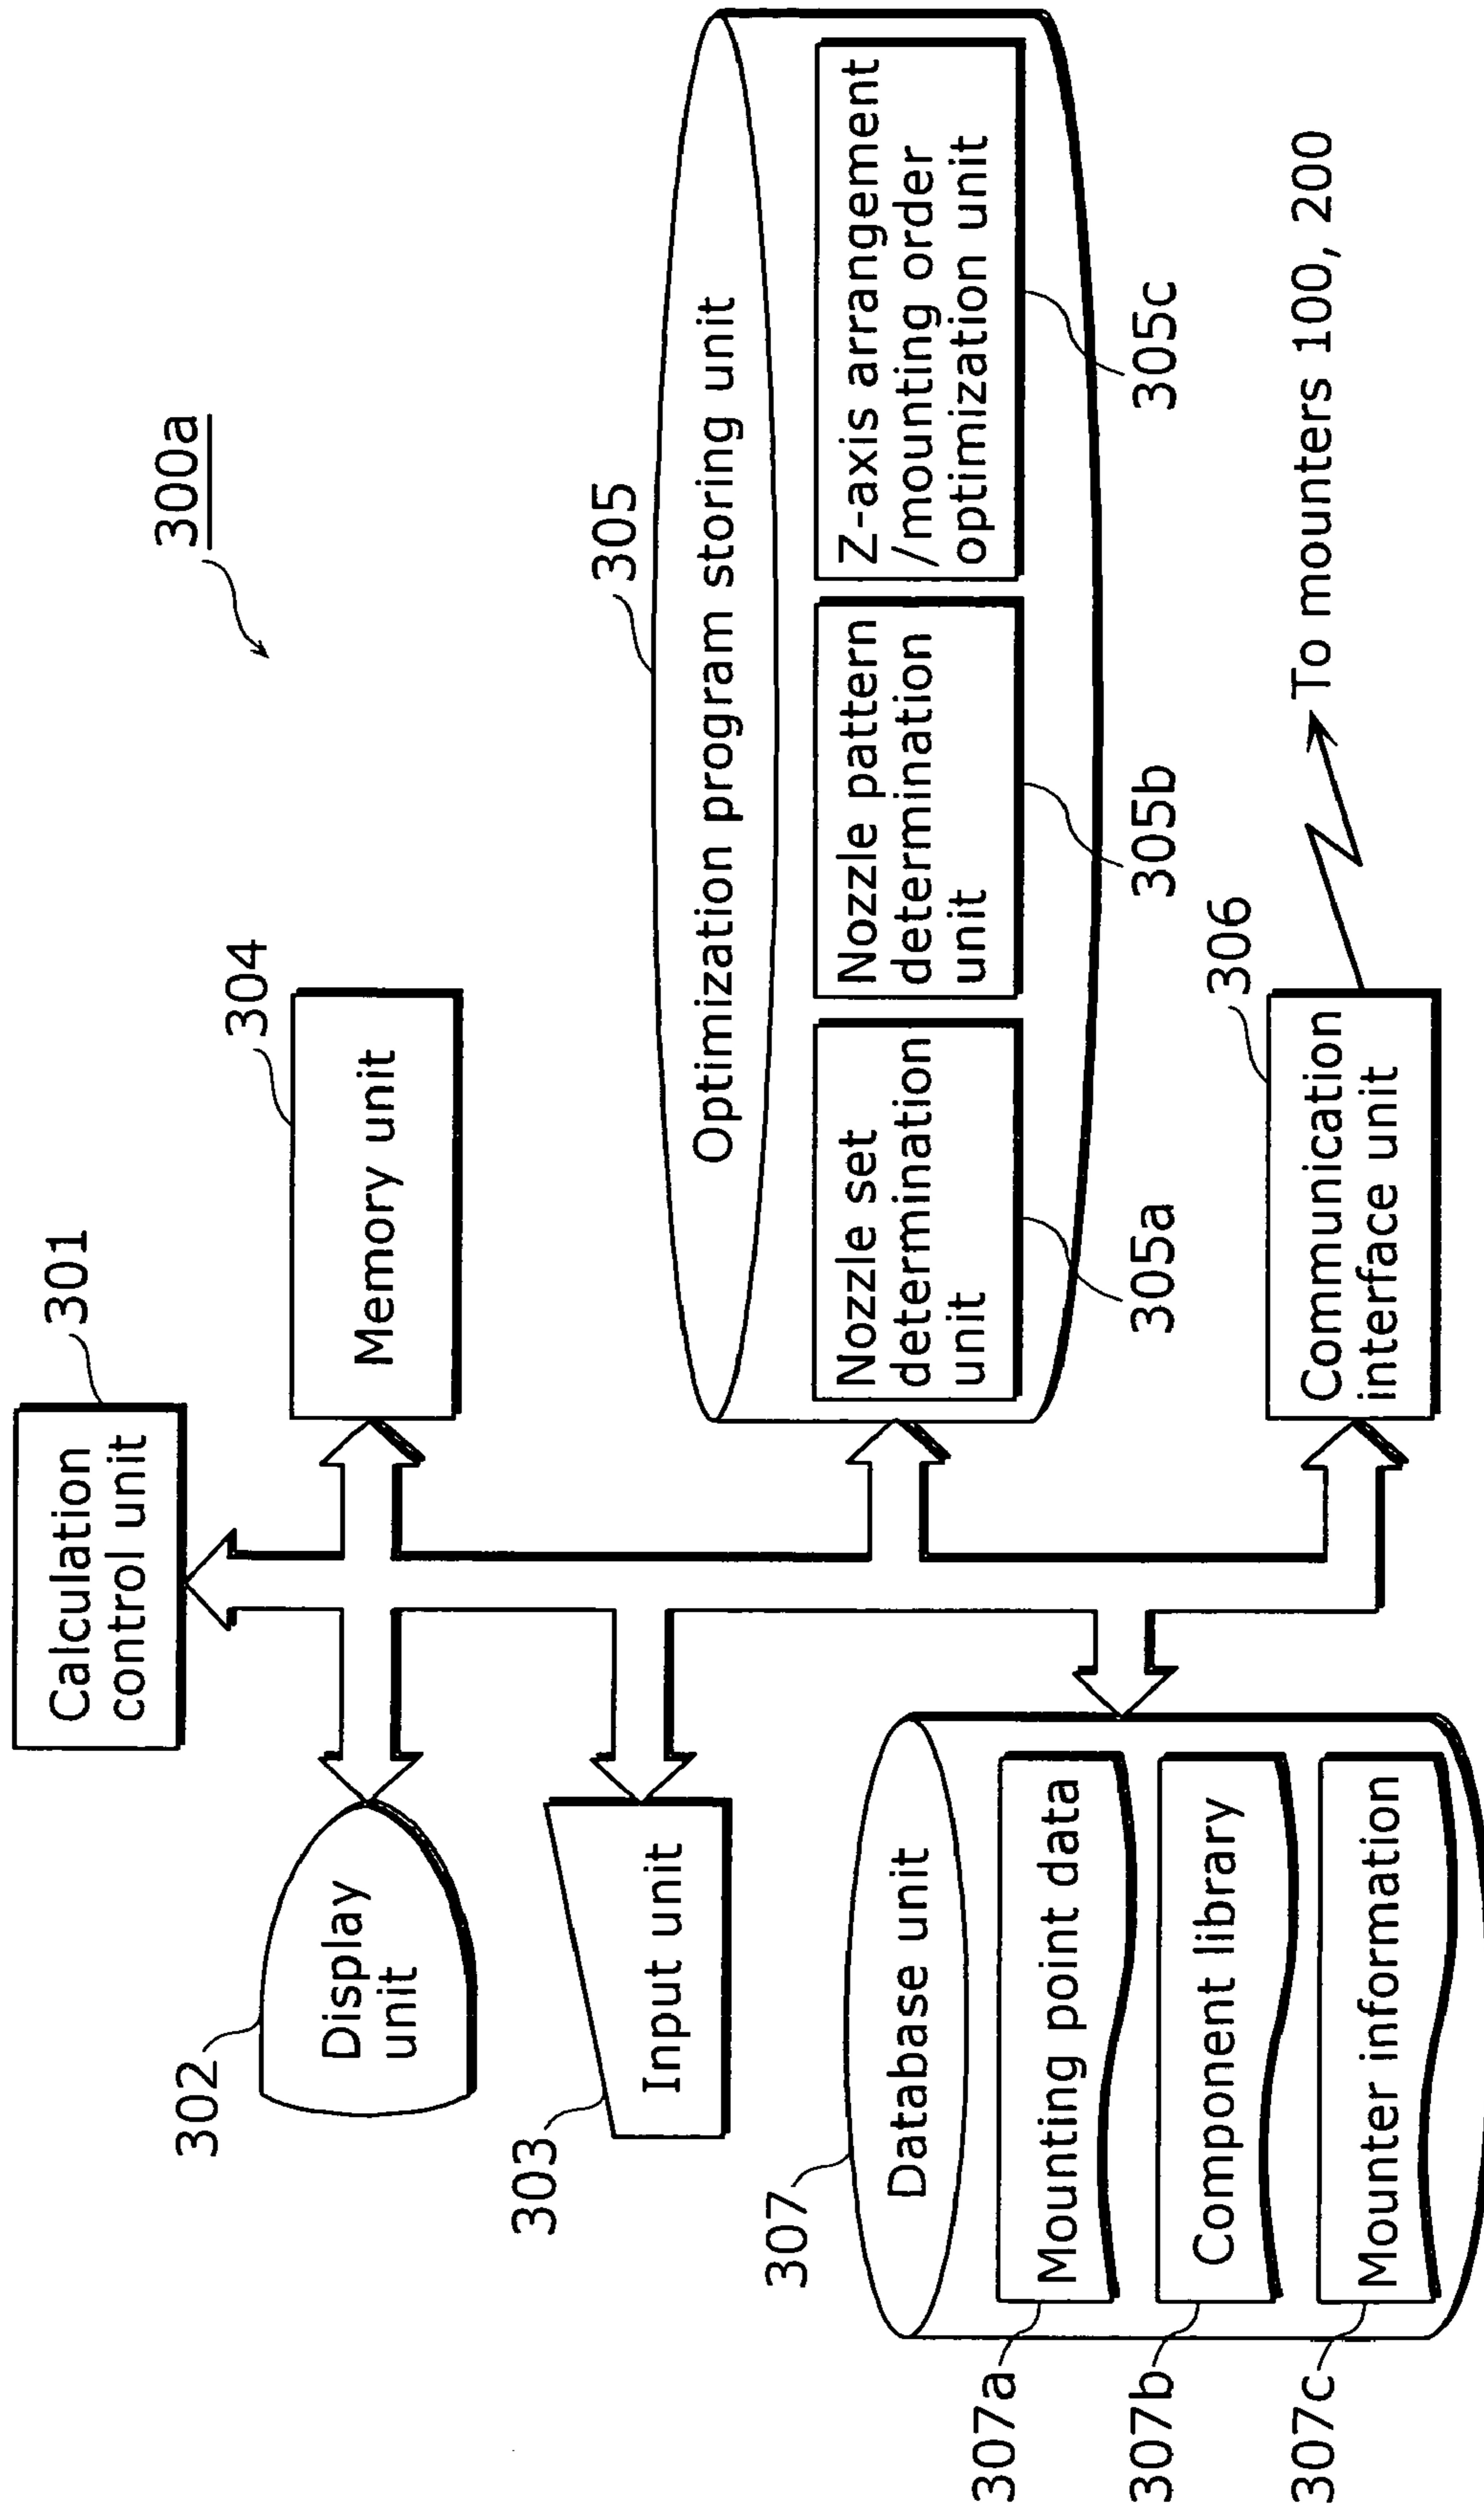 300a
301
Calculation
control unit
302
Display
unit
304
Memory unit
303
Input unit
305
Optimization program storing unit
Nozzle set
determination
unit
Nozzle pattern
determination
unit
Z-axis arrangement
/mounting order
optimization unit
305a
305b
305c
307
Database unit
307a
Mounting point data
307b
Component library
307c
Mounter information
306
Communication
interface unit
To mounters 100, 200